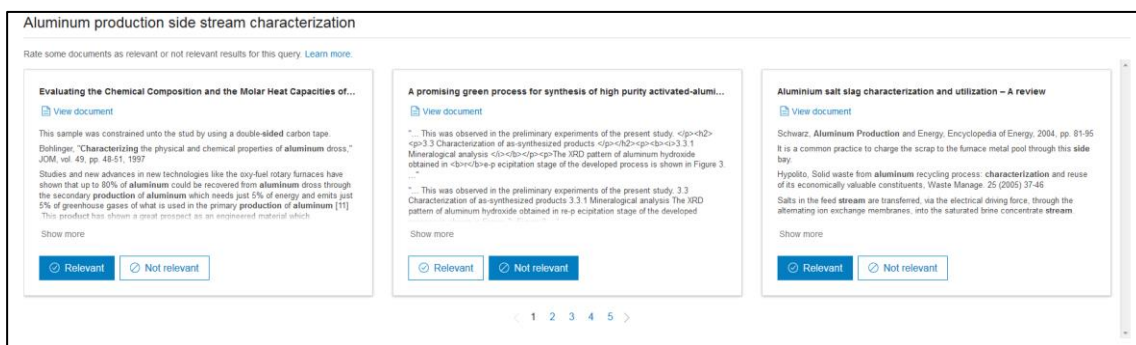 Aluminum production side stream characterization
Rate some documents as relevant or not relevant results for this query. Learn more.
Evaluating the Chemical Composition and the Molar Heat Capacities of...
View document
This sample was constrained unto the stud by using a double-sided carbon tape.
Bohlinger, "Characterizing the physical and chemical properties of aluminum dross,"
JOM, vol. 49, pp. 48-51, 1997
Studies and new advances in new technologies like the oxy-fuel rotary furnaces have
shown that up to 80% of aluminum could be recovered from aluminum dross through
the secondary production of aluminum which needs just 5% of energy and emits just
5% of greenhouse gases of what is used in the primary production of aluminum [11]
This product has shown a great prospect as an engineered material which
Show more
Relevant
Not relevant
A promising green process for synthesis of high purity activated-alumi...
View document
"... This was observed in the preliminary experiments of the present study. </p><h2>
<p>3.3 Characterization of as-synthesized products </p></h2><p><b><i>3.3.1
Mineralogical analysis </i></b></p><p>The XRD pattern of aluminum hydroxide
obtained in <b>r</b>e-p ecipitation stage of the developed process is shown in Figure 3.
..."
"... This was observed in the preliminary experiments of the present study. 3.3
Characterization of as-synthesized products 3.3.1 Mineralogical analysis The XRD
pattern of aluminum hydroxide obtained in re-p ecipitation stage of the developed
Show more
Relevant
Not relevant
Aluminium salt slag characterization and utilization – A review
View document
Schwarz, Aluminum Production and Energy, Encyclopedia of Energy, 2004, pp. 81-95
It is a common practice to charge the scrap to the furnace metal pool through this side
bay.
Hypolito, Solid waste from aluminum recycling process: characterization and reuse
of its economically valuable constituents, Waste Manage. 25 (2005) 37-46
Salts in the feed stream are transferred, via the electrical driving force, through the
alternating ion exchange membranes, into the saturated brine concentrate stream.
Show more
Relevant
Not relevant
1 2 3 4 5